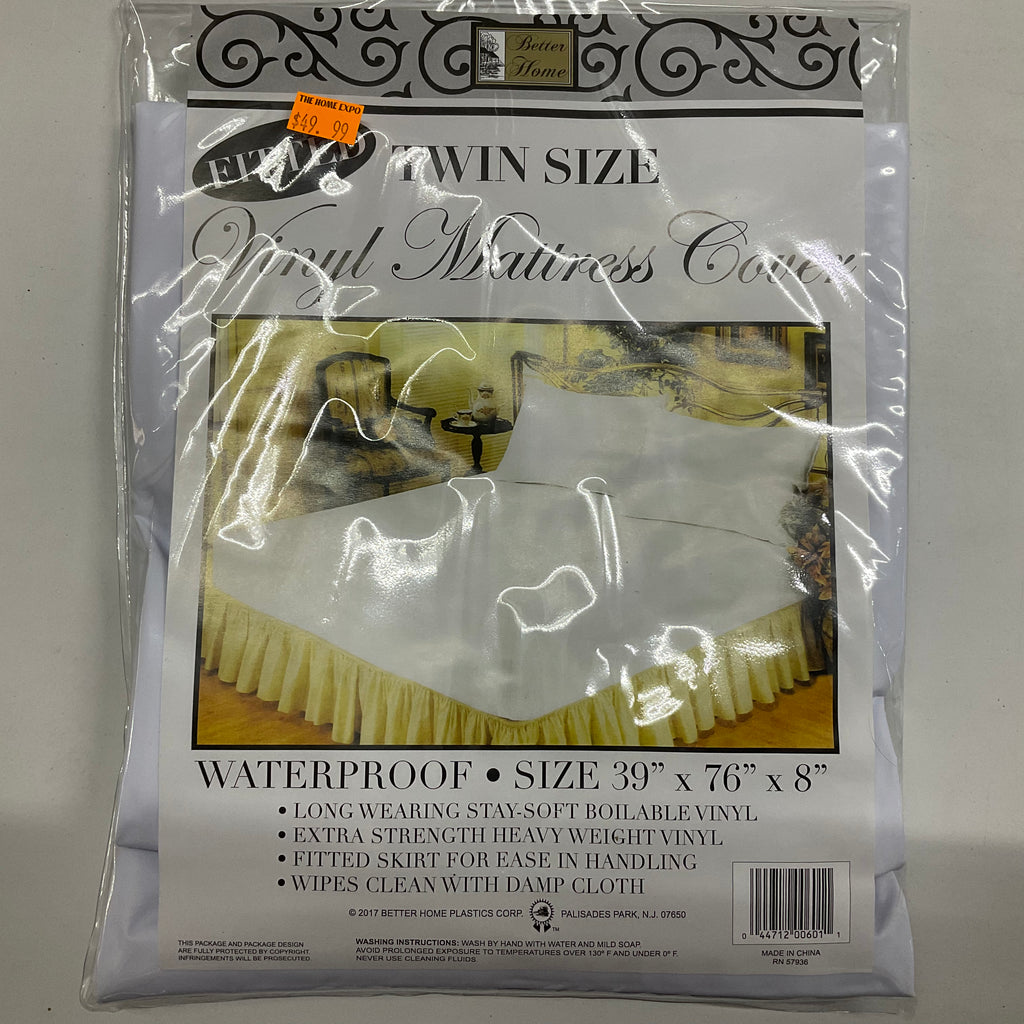 Better
Home
THE HOME EXPO
$49.99
FITTED
TWIN SIZE
Vinyl Mattress Cover
WATERPROOF • SIZE 39” x 76” x 8”
• LONG WEARING STAY-SOFT BOILABLE VINYL
• EXTRA STRENGTH HEAVY WEIGHT VINYL
• FITTED SKIRT FOR EASE IN HANDLING
• WIPES CLEAN WITH DAMP CLOTH
© 2017 BETTER HOME PLASTICS CORP. ™ PALISADES PARK, N.J. 07650
THIS PACKAGE AND PACKAGE DESIGN
ARE FULLY PROTECTED BY COPYRIGHT.
INFRINGEMENTS WILL BE PROSECUTED.
WASHING INSTRUCTIONS: WASH BY HAND WITH WATER AND MILD SOAP.
AVOID PROLONGED EXPOSURE TO TEMPERATURES OVER 130° F AND UNDER 0° F.
NEVER USE CLEANING FLUIDS.
0 44712 00601 1
MADE IN CHINA
RN 57936